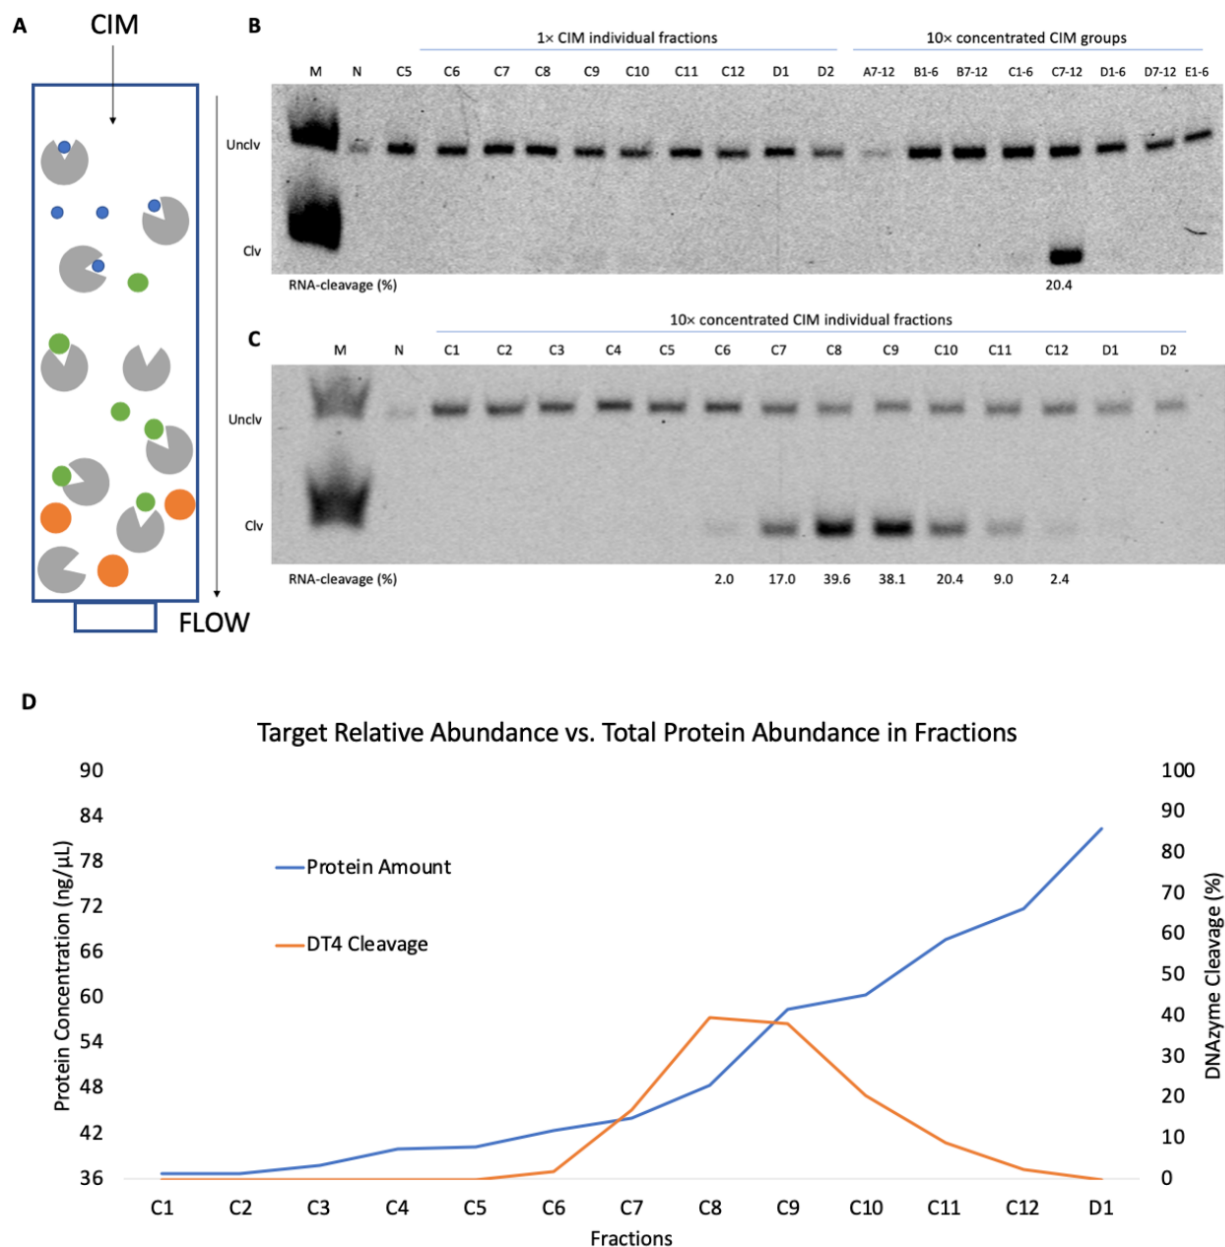 A
CIM
FLOW
B
1× CIM individual fractions
10× concentrated CIM groups
M N C5 C6 C7 C8 C9 C10 C11 C12 D1 D2 A7-12 B1-6 B7-12 C1-6 C7-12 D1-6 D7-12 E1-6
Unclv
Clv
RNA-cleavage (%) 20.4
10× concentrated CIM individual fractions
C
M N C1 C2 C3 C4 C5 C6 C7 C8 C9 C10 C11 C12 D1 D2
Unclv
Clv
RNA-cleavage (%) 2.0 17.0 39.6 38.1 20.4 9.0 2.4
D
Target Relative Abundance vs. Total Protein Abundance in Fractions
Protein Concentration (ng/µL)
90
84
78
72
66
60
54
48
42
36
Protein Amount
DT4 Cleavage
100
90
80
70
60
50
40
30
20
10
0
DNAzyme Cleavage (%)
C1 C2 C3 C4 C5 C6 C7 C8 C9 C10 C11 C12 D1
Fractions